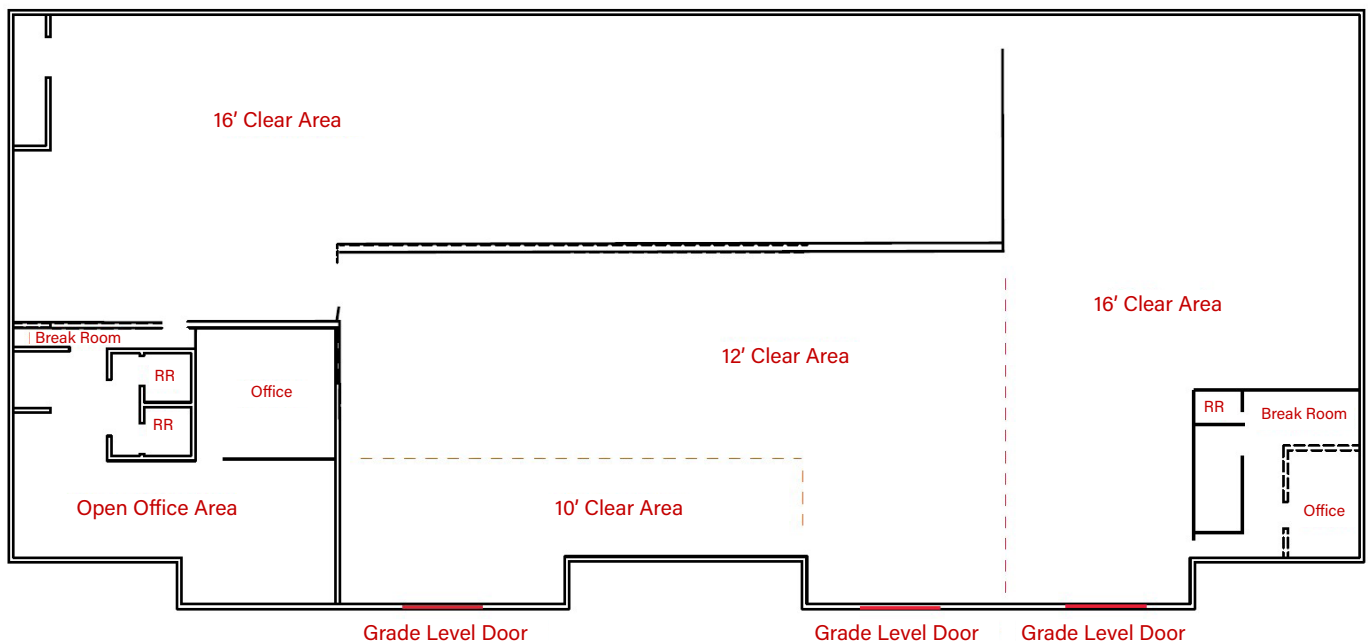 16' Clear Area
16' Clear Area
Break Room
12' Clear Area
RR
Office
RR
Break Room
RR
Open Office Area
10' Clear Area
Office
Grade Level Door
Grade Level Door
Grade Level Door